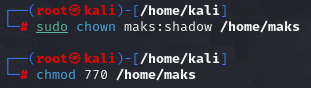 ┌──(root㉿kali)-[/home/kali]
└─# sudo chown maks:shadow /home/maks
┌──(root㉿kali)-[/home/kali]
└─# chmod 770 /home/maks